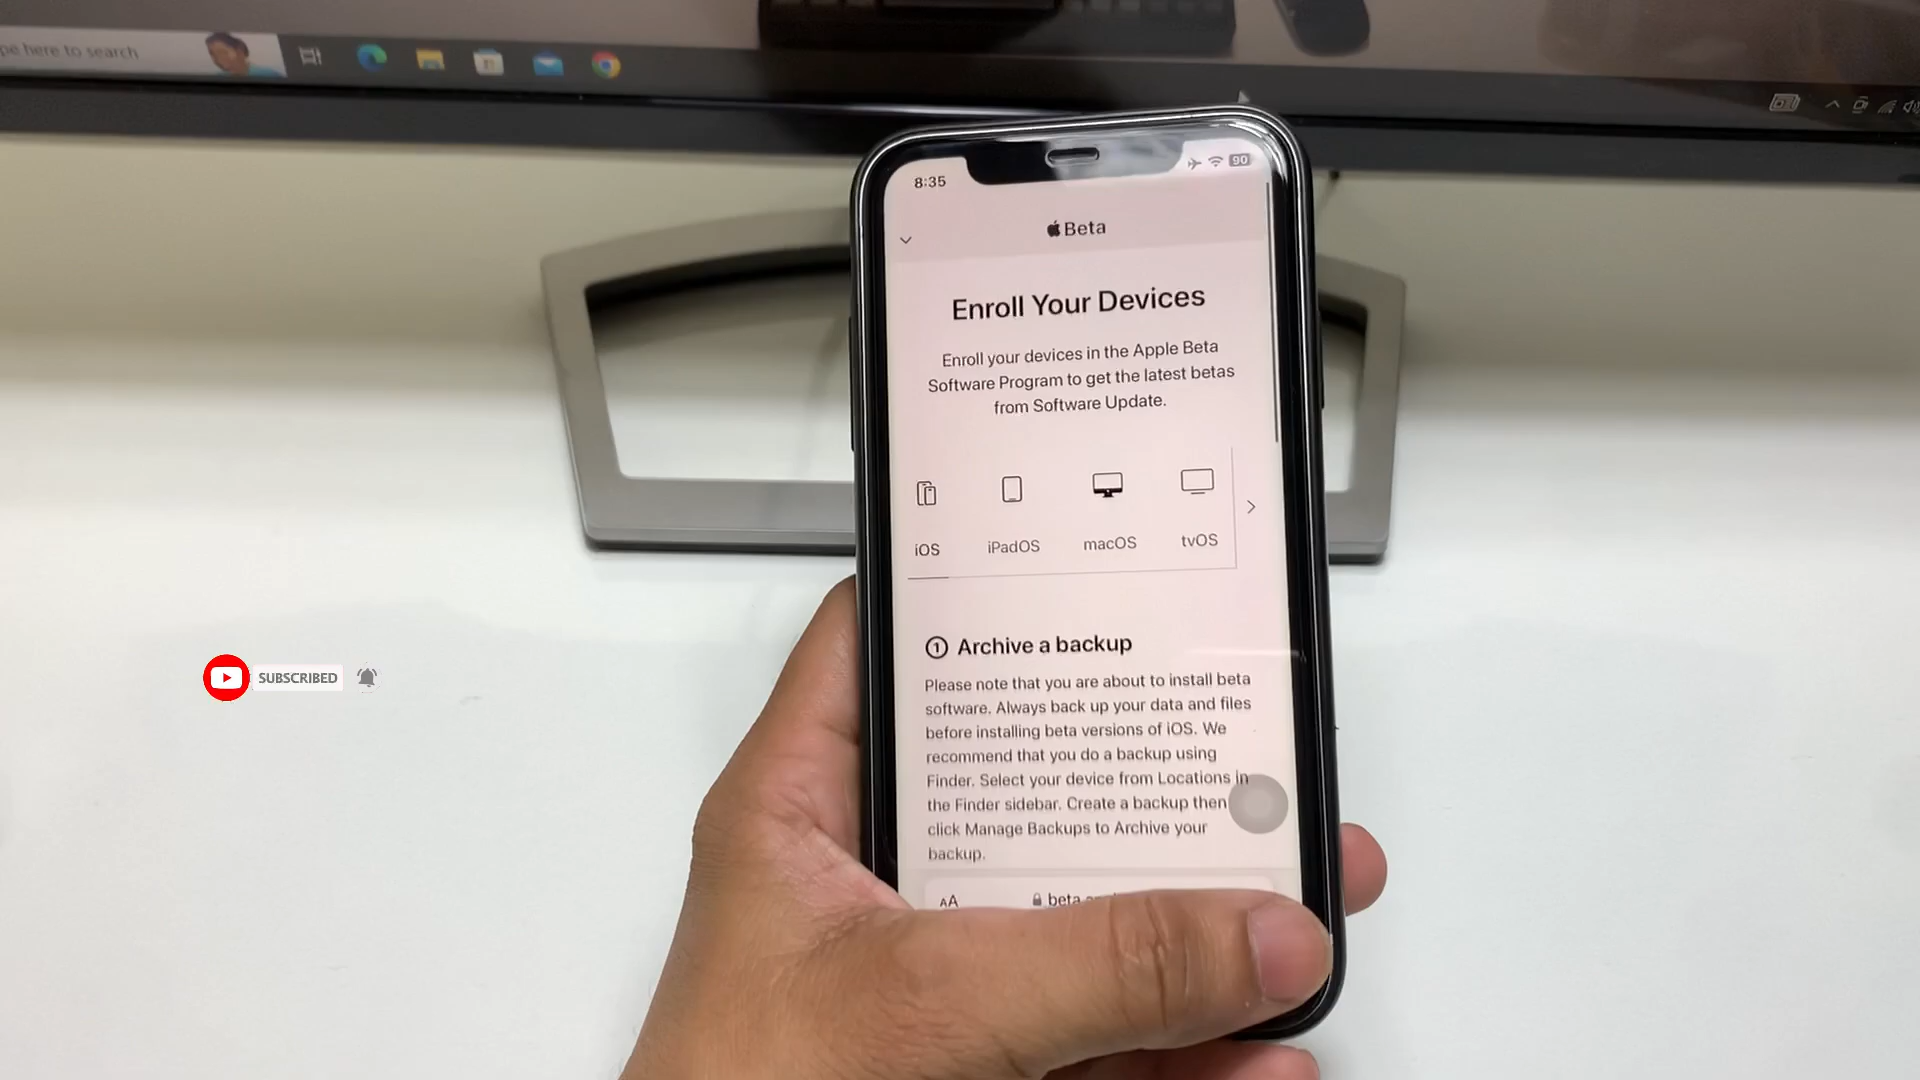 pe here to search
8:35
90
Beta
Enroll Your Devices
Enroll your devices in the Apple Beta
Software Program to get the latest betas
from Software Update.
iOS
iPadOS
macOS
tvOS
1 Archive a backup
Please note that you are about to install beta
software. Always back up your data and files
before installing beta versions of iOS. We
recommend that you do a backup using
Finder. Select your device from Locations in
the Finder sidebar. Create a backup then
click Manage Backups to Archive your
backup.
AA
beta
SUBSCRIBED